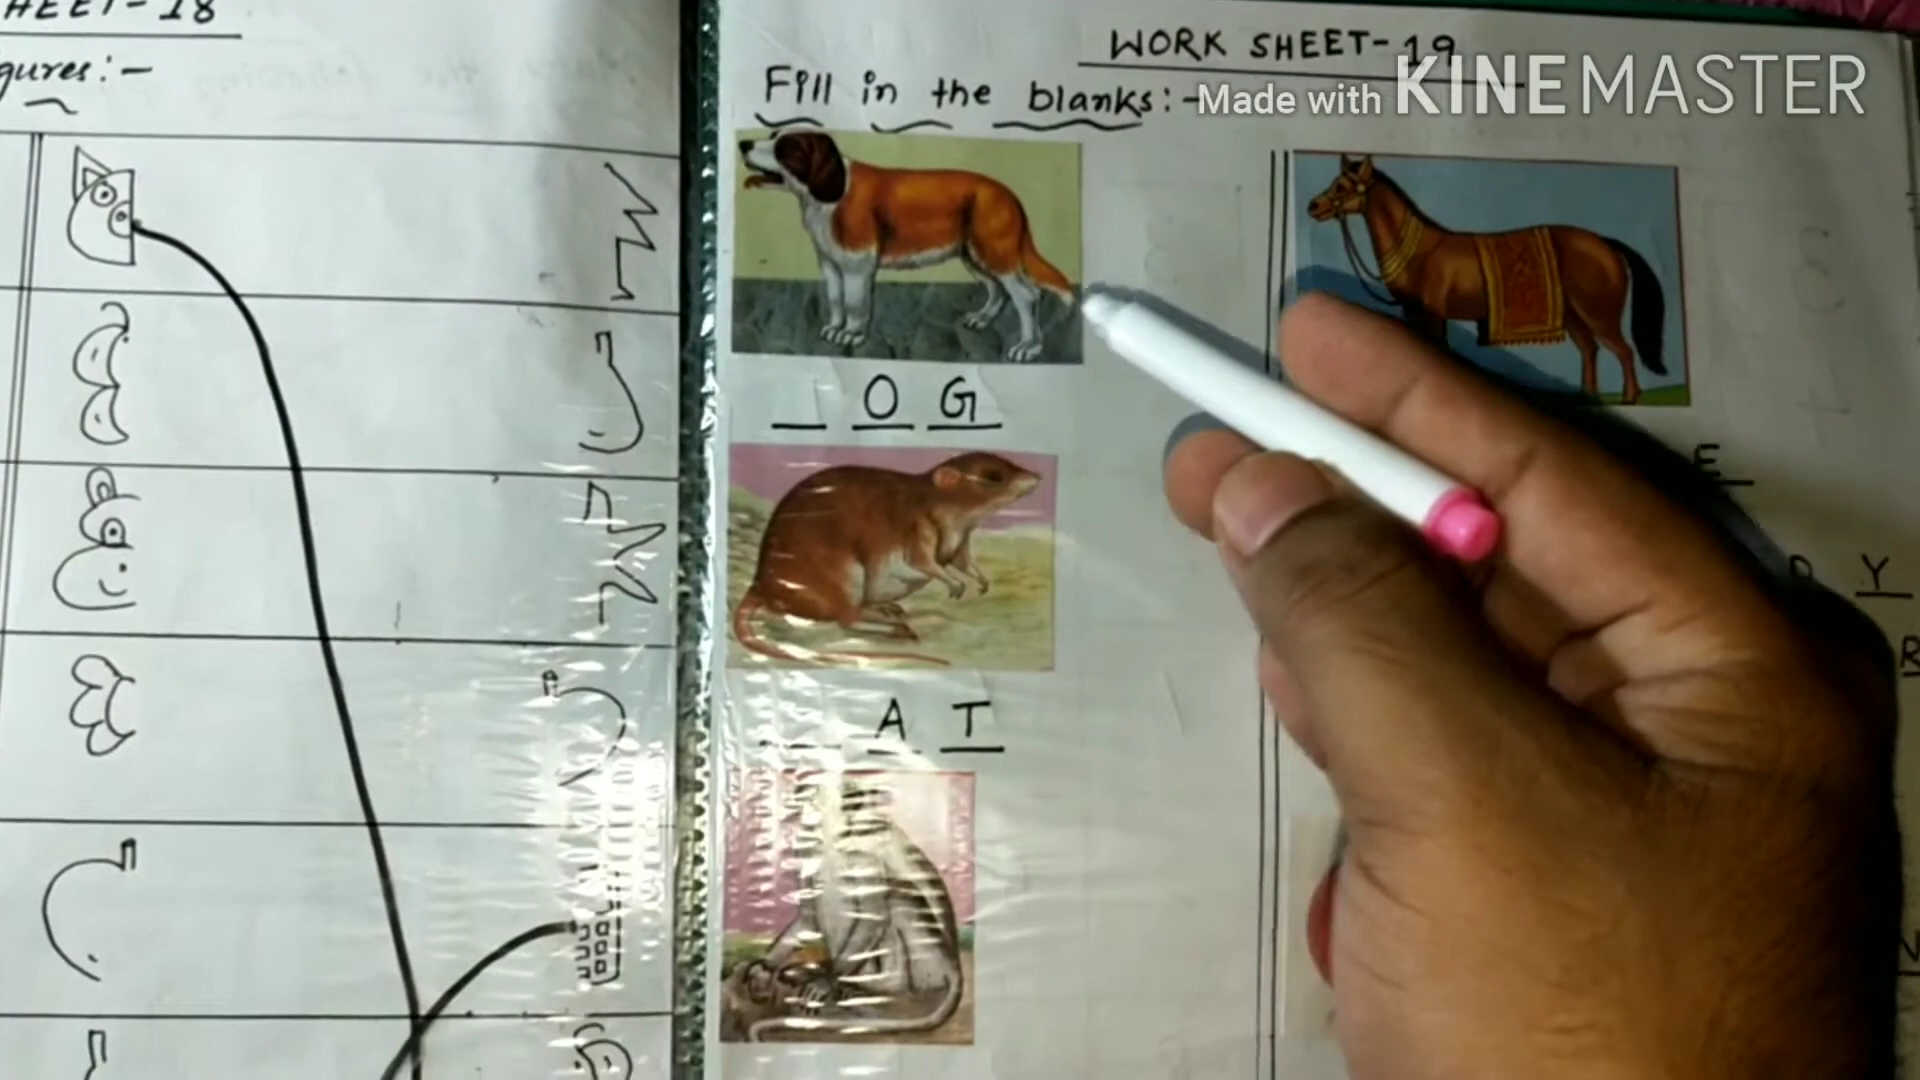 HEET-18
gures:-
WORK SHEET-19
Fill in the blanks:-
Made with KINEMASTER
_ O G
E
Y
R
_ A T
N